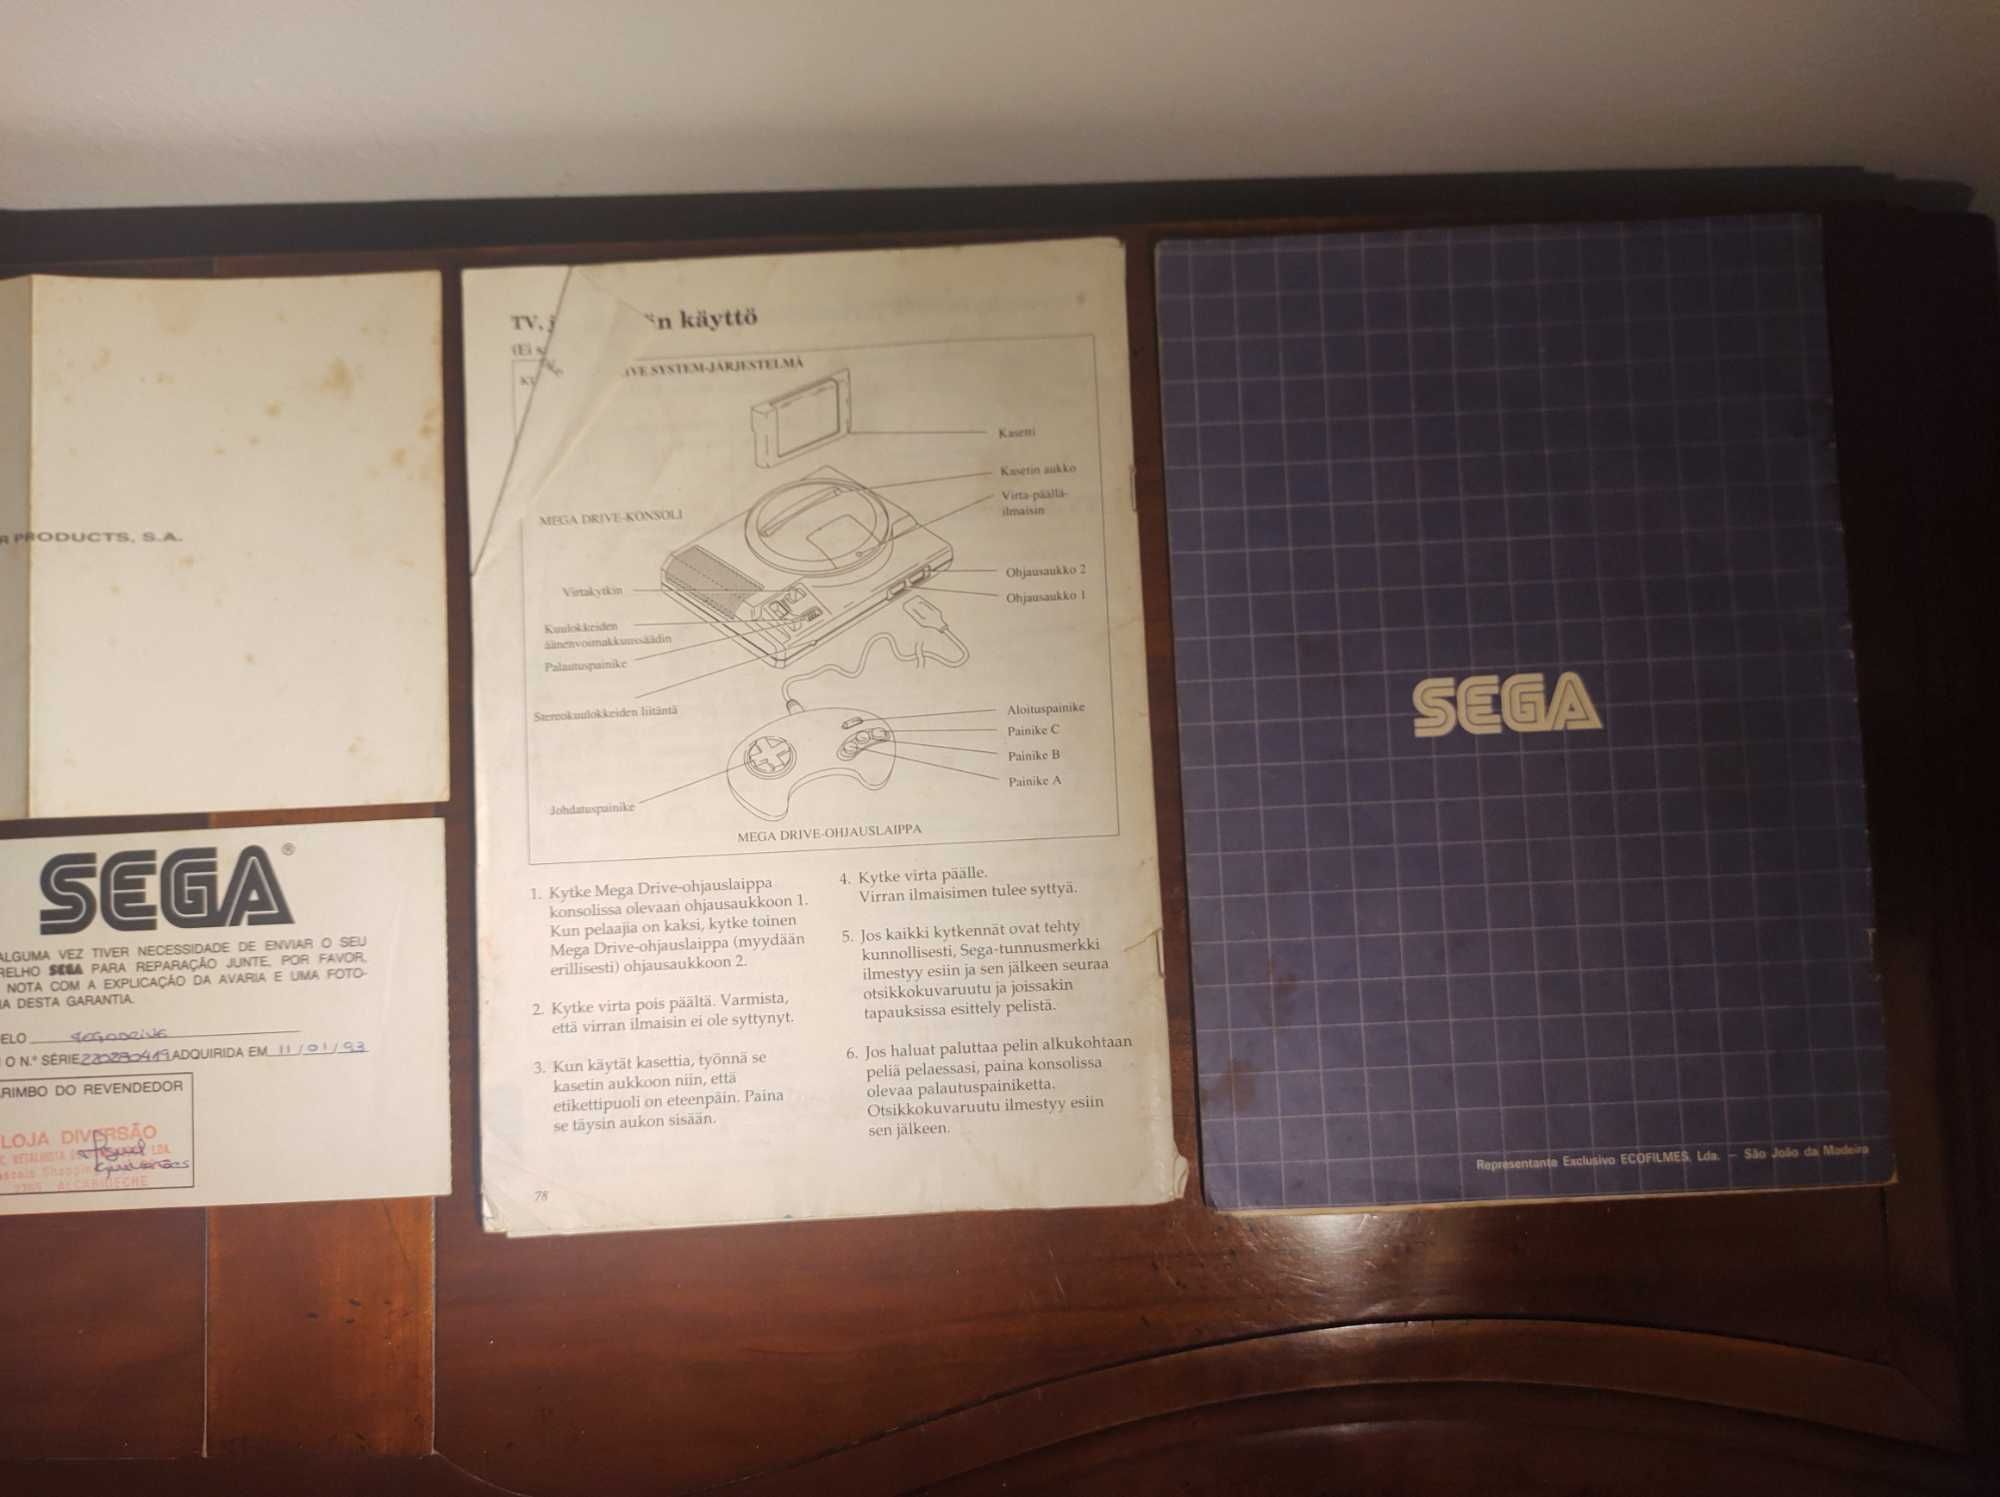 PRODUCTS, S.A.
SEGA®
ALGUMA VEZ TIVER NECESSIDADE DE ENVIAR O SEU
SEGA PARA REPARAÇÃO JUNTE, POR FAVOR,
NOTA COM A EXPLICAÇÃO DA AVARIA E UMA FOTO-
DESTA GARANTIA.
O N.º SÉRIE 220280419 ADQUIRIDA EM 11/01/93
DO REVENDEDOR
LOJA DIVERSÃO
LDA.
ALCABIDECHE
TV, käyttö
(Ei
SYSTEM-JÄRJESTELMÄ
Kasetti
Kasetin aukko
Virta-päällä-
ilmaisin
MEGA DRIVE-KONSOLI
Ohjausaukko 2
Ohjausaukko 1
Virtakytkin
Kuulokkeiden
äänenvoimakkuussäädin
Palautuspainike
Stereokuulokkeiden liitäntä
Aloituspainike
Painike C
Painike B
Painike A
Johdatuspainike
MEGA DRIVE-OHJAUSLAIPPA
1. Kytke Mega Drive-ohjauslaippa
konsolissa olevaan ohjausaukkoon 1.
Kun pelaajia on kaksi, kytke toinen
Mega Drive-ohjauslaippa (myydään
erillisesti) ohjausaukkoon 2.
2. Kytke virta pois päältä. Varmista,
että virran ilmaisin ei ole syttynyt.
3. Kun käytät kasettia, työnnä se
kasetin aukkoon niin, että
etikettipuoli on eteenpäin. Paina
se täysin aukon sisään.
4. Kytke virta päälle.
Virran ilmaisimen tulee syttyä.
5. Jos kaikki kytkennät ovat tehty
kunnollisesti, Sega-tunnusmerkki
ilmestyy esiin ja sen jälkeen seuraa
otsikkokuvaruutu ja joissakin
tapauksissa esittely pelistä.
6. Jos haluat paluttaa pelin alkukohtaan
peliä pelaessasi, paina konsolissa
olevaa palautuspainiketta.
Otsikkokuvaruutu ilmestyy esiin
sen jälkeen.
78
SEGA
Representante Exclusivo ECOFILMES, Lda. – São João da Madeira